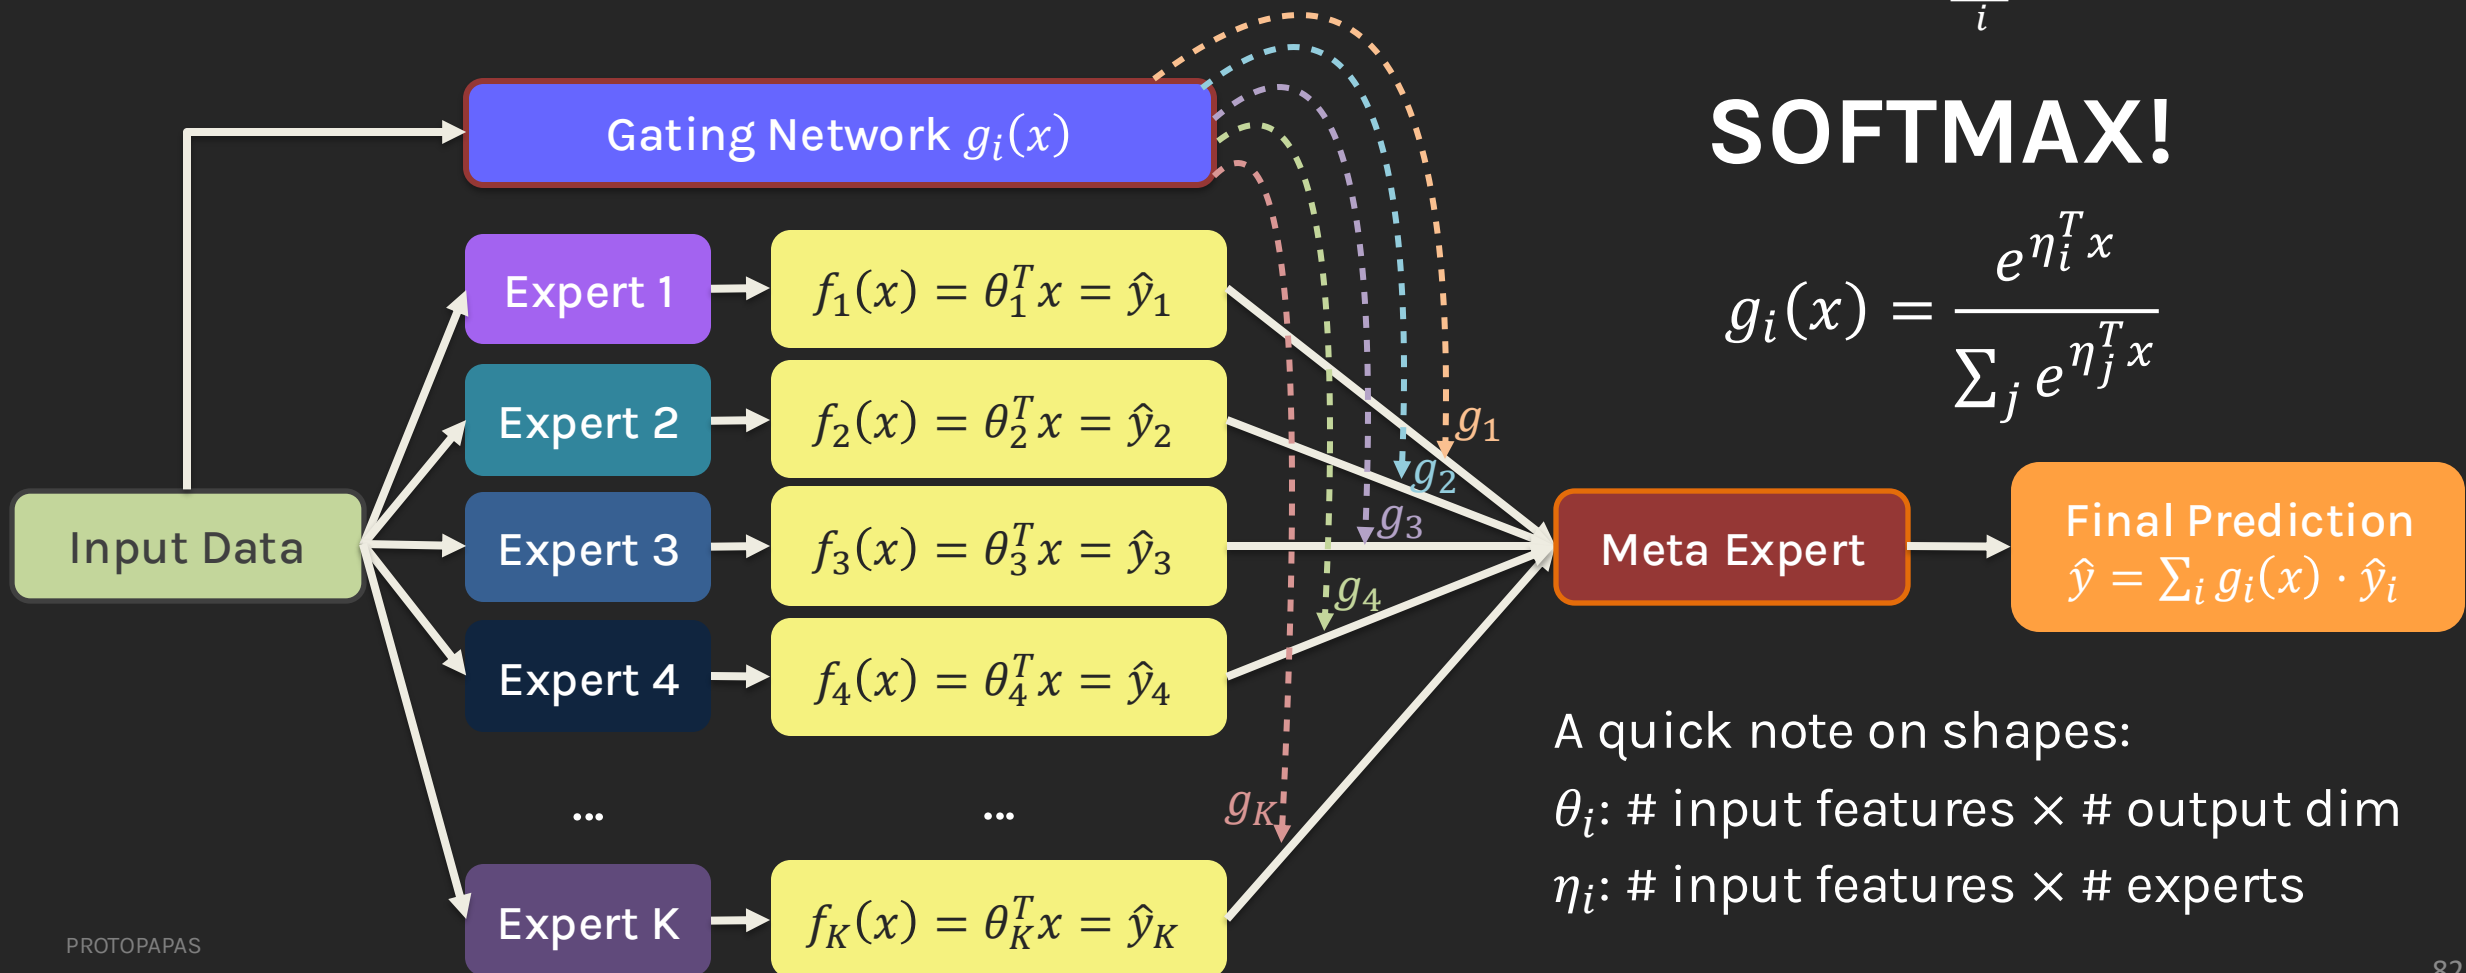 i
Gating Network g_i(x)
SOFTMAX!
g_i(x) = e^{η_i^T x} / ∑_j e^{η_j^T x}
Expert 1
f_1(x) = θ_1^T x = ŷ_1
Expert 2
f_2(x) = θ_2^T x = ŷ_2
Expert 3
f_3(x) = θ_3^T x = ŷ_3
Expert 4
f_4(x) = θ_4^T x = ŷ_4
...
...
Expert K
f_K(x) = θ_K^T x = ŷ_K
g_1
g_2
g_3
g_4
g_K
Input Data
Meta Expert
Final Prediction
ŷ = ∑_i g_i(x) · ŷ_i
A quick note on shapes:
θ_i: # input features × # output dim
η_i: # input features × # experts
PROTOPAPAS
82